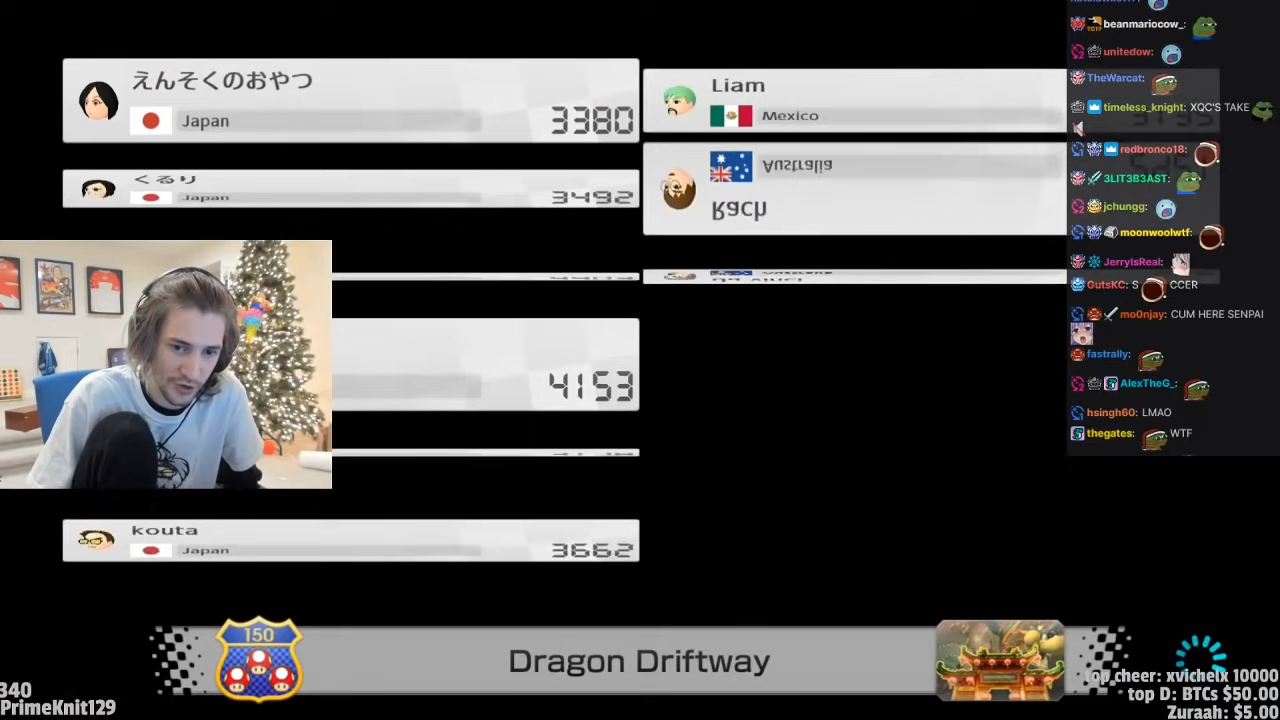 えんそくのおやつ
Japan
3380
くるり
Japan
3492
4153
kouta
Japan
3662
Liam
Mexico
Australia
Rach
beanmariocow_:
unitedow:
TheWarcat:
timeless_knight: XQC'S TAKE
redbronco18:
3LIT3B3AST:
jchungg:
moonwoolwtf:
JerryIsReal:
GutsKC: S CCER
mo0njay: CUM HERE SENPAI
fastrally:
AlexTheG_:
hsingh60: LMAO
thegates: WTF
150
Dragon Driftway
340
PrimeKnit129
top cheer: xvichelx 10000
top D: BTCs $50.00
Zuraah: $5.00